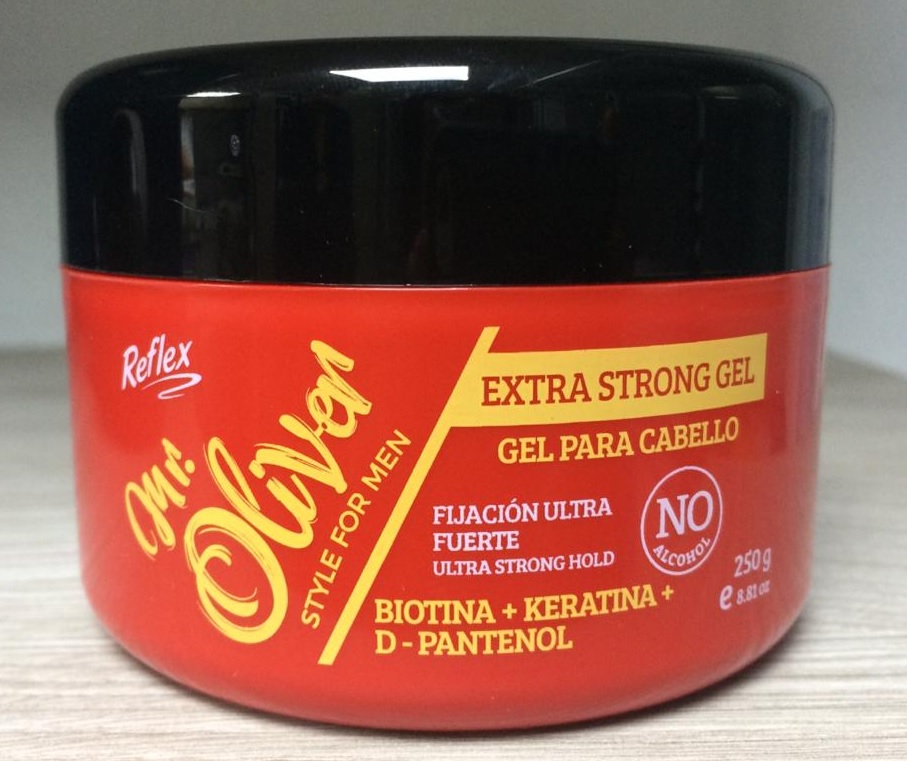 Reflex
Mr.
Oliver
STYLE FOR MEN
EXTRA STRONG GEL
GEL PARA CABELLO
FIJACIÓN ULTRA
FUERTE
ULTRA STRONG HOLD
NO
ALCOHOL
BIOTINA + KERATINA +
D - PANTENOL
250 g
e 8.81 oz